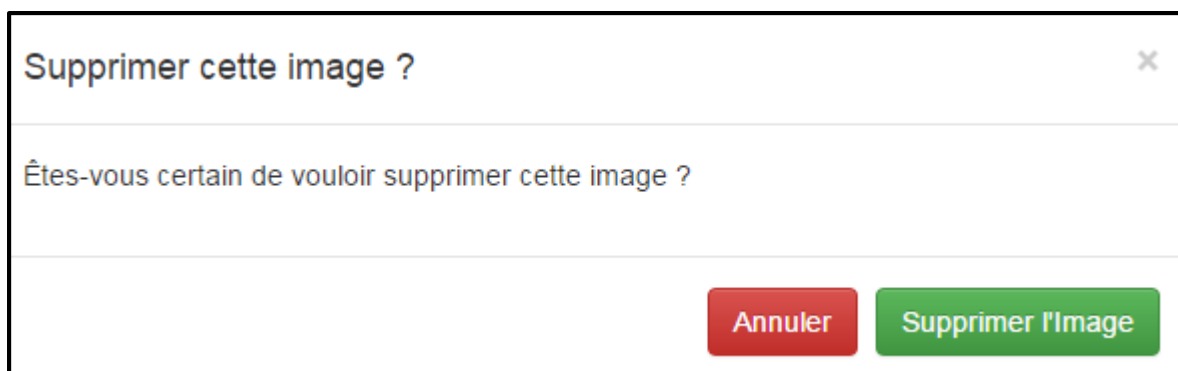 Supprimer cette image ?
×
Êtes-vous certain de vouloir supprimer cette image ?
Annuler
Supprimer l'Image